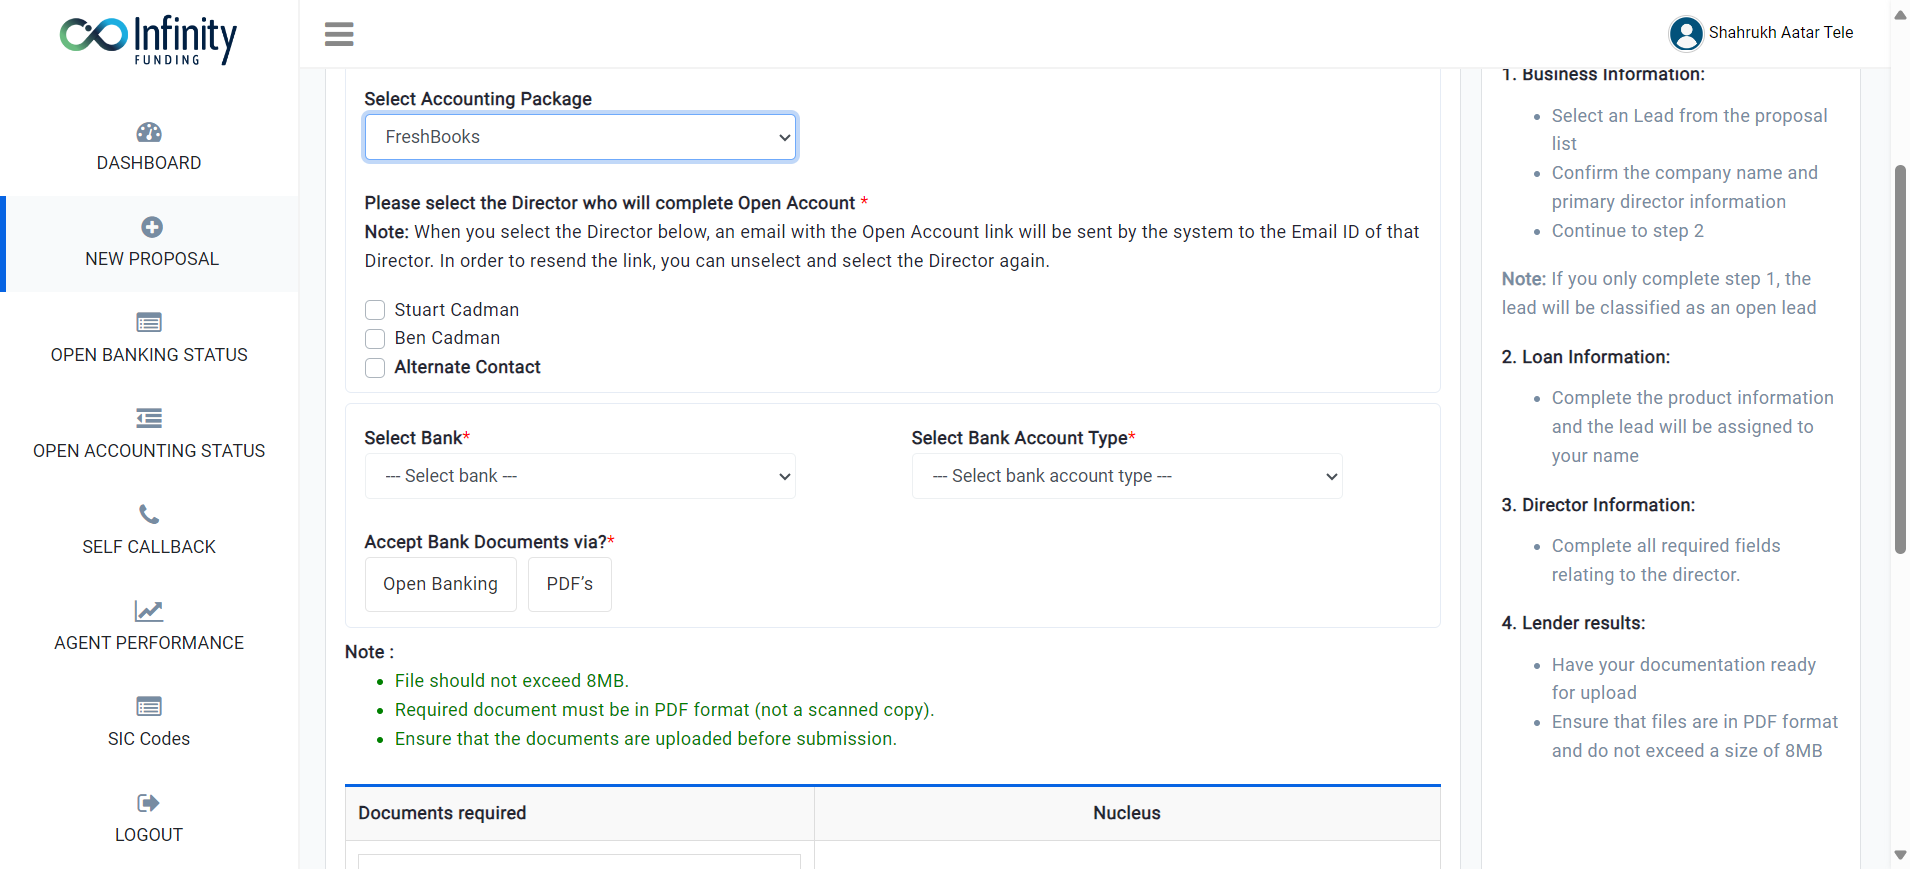 Infinity
FUNDING
DASHBOARD
NEW PROPOSAL
OPEN BANKING STATUS
OPEN ACCOUNTING STATUS
SELF CALLBACK
AGENT PERFORMANCE
SIC Codes
LOGOUT
Shahrukh Aatar Tele
Select Accounting Package
FreshBooks
Please select the Director who will complete Open Account *
Note: When you select the Director below, an email with the Open Account link will be sent by the system to the Email ID of that
Director. In order to resend the link, you can unselect and select the Director again.
Stuart Cadman
Ben Cadman
Alternate Contact
Select Bank*
--- Select bank ---
Select Bank Account Type*
--- Select bank account type ---
Accept Bank Documents via?*
Open Banking
PDF’s
Note :
• File should not exceed 8MB.
• Required document must be in PDF format (not a scanned copy).
• Ensure that the documents are uploaded before submission.
Documents required
Nucleus
1. Business Information:
• Select an Lead from the proposal
list
• Confirm the company name and
primary director information
• Continue to step 2
Note: If you only complete step 1, the
lead will be classified as an open lead
2. Loan Information:
• Complete the product information
and the lead will be assigned to
your name
3. Director Information:
• Complete all required fields
relating to the director.
4. Lender results:
• Have your documentation ready
for upload
• Ensure that files are in PDF format
and do not exceed a size of 8MB